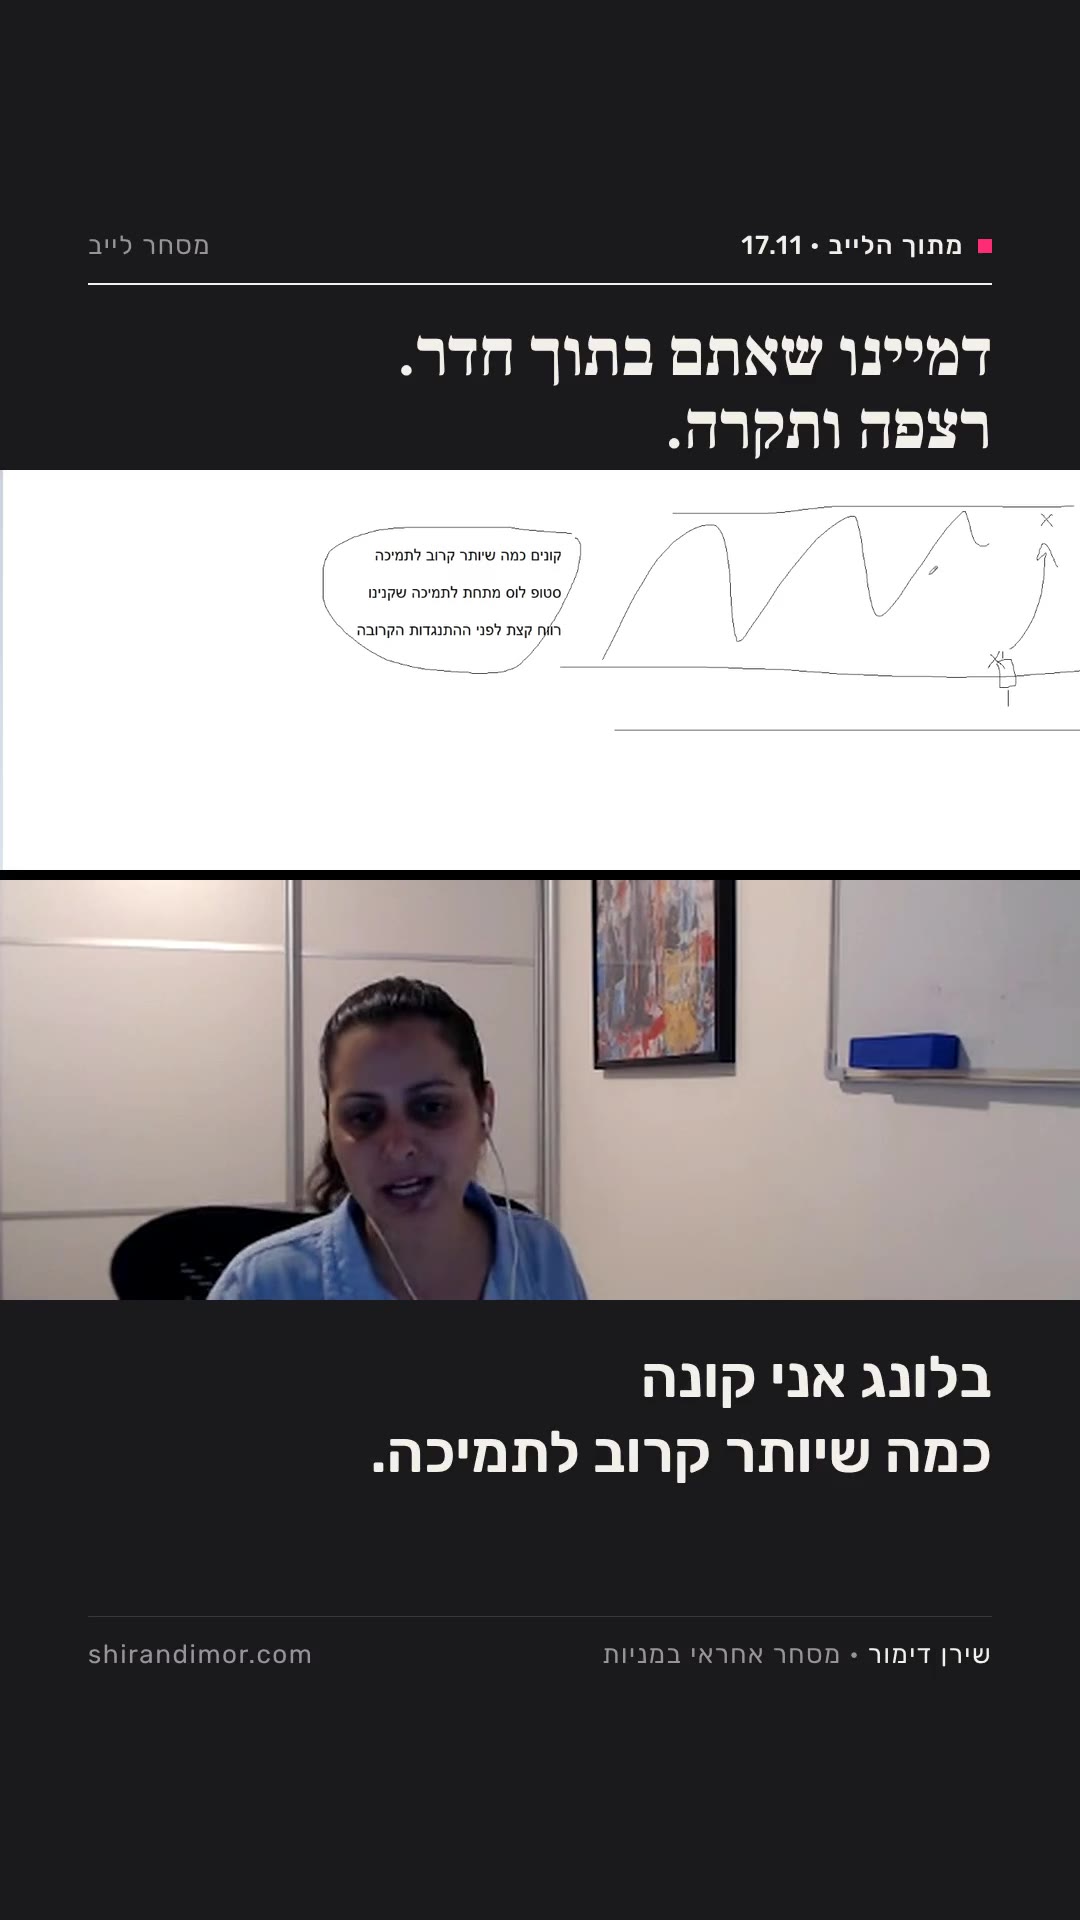 מתוך הלייב • 17.11
מסחר לייב
דמיינו שאתם בתוך חדר.
רצפה ותקרה.
קונים כמה שיותר קרוב לתמיכה
סטופ לוס מתחת לתמיכה שקנינו
רווח קצת לפני ההתנגדות הקרובה
בלונג אני קונה
כמה שיותר קרוב לתמיכה.
שירן דימור • מסחר אחראי במניות
shirandimor.com